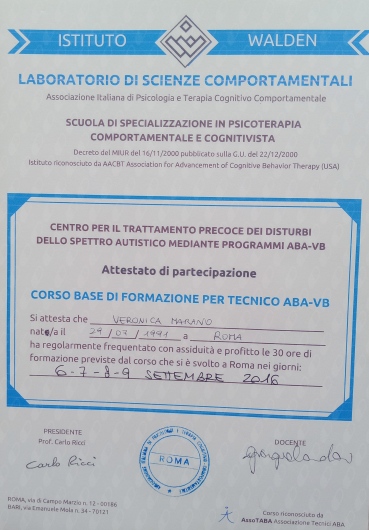 ISTITUTO WALDEN
LABORATORIO DI SCIENZE COMPORTAMENTALI
Associazione Italiana di Psicologia e Terapia Cognitivo Comportamentale
SCUOLA DI SPECIALIZZAZIONE IN PSICOTERAPIA
COMPORTAMENTALE E COGNITIVISTA
Decreto del MIUR del 16/11/2000 pubblicato sulla G.U. del 22/12/2000
Istituto riconosciuto da AACBT Association for Advancement of Cognitive Behavior Therapy (USA)
CENTRO PER IL TRATTAMENTO PRECOCE DEI DISTURBI
DELLO SPETTRO AUTISTICO MEDIANTE PROGRAMMI ABA-VB
Attestato di partecipazione
CORSO BASE DI FORMAZIONE PER TECNICO ABA-VB
Si attesta che VERONICA MARANO
nato/a il 29 / 07 / 1991 a ROMA
ha regolarmente frequentato con assiduità e profitto le 30 ore di
formazione previste dal corso che si è svolto a Roma nei giorni:
6-7-8-9 SETTEMBRE 2016
PRESIDENTE
Prof. Carlo Ricci
Carlo Ricci
ROMA
DOCENTE
ROMA, via di Campo Marzio n. 12 - 00186
BARI, via Emanuele Mola n. 34 - 70121
Corso riconosciuto da
AssoTABA Associazione Tecnici ABA